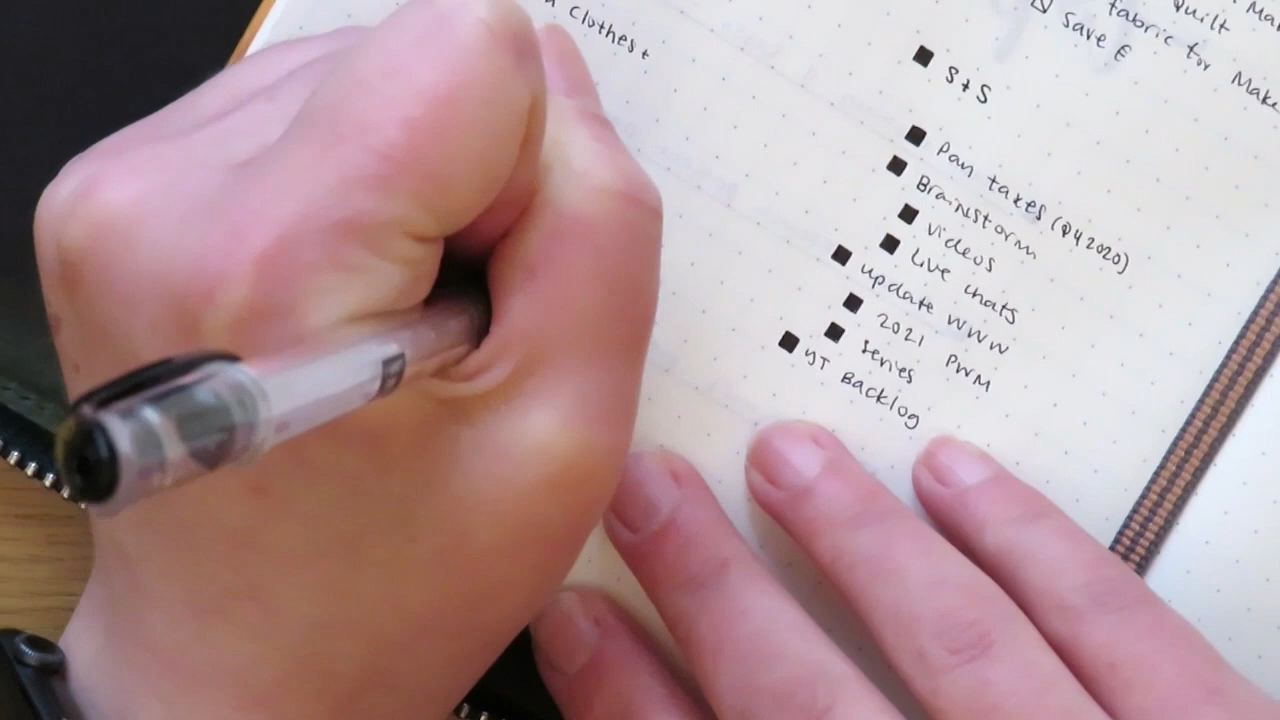 Clothes +
Quilt
fabric for Make
Save €
S + S
Pay taxes (Q4 2020)
Brainstorm
videos
Live chats
update WWW
2021 PWM
series
YT Backlog